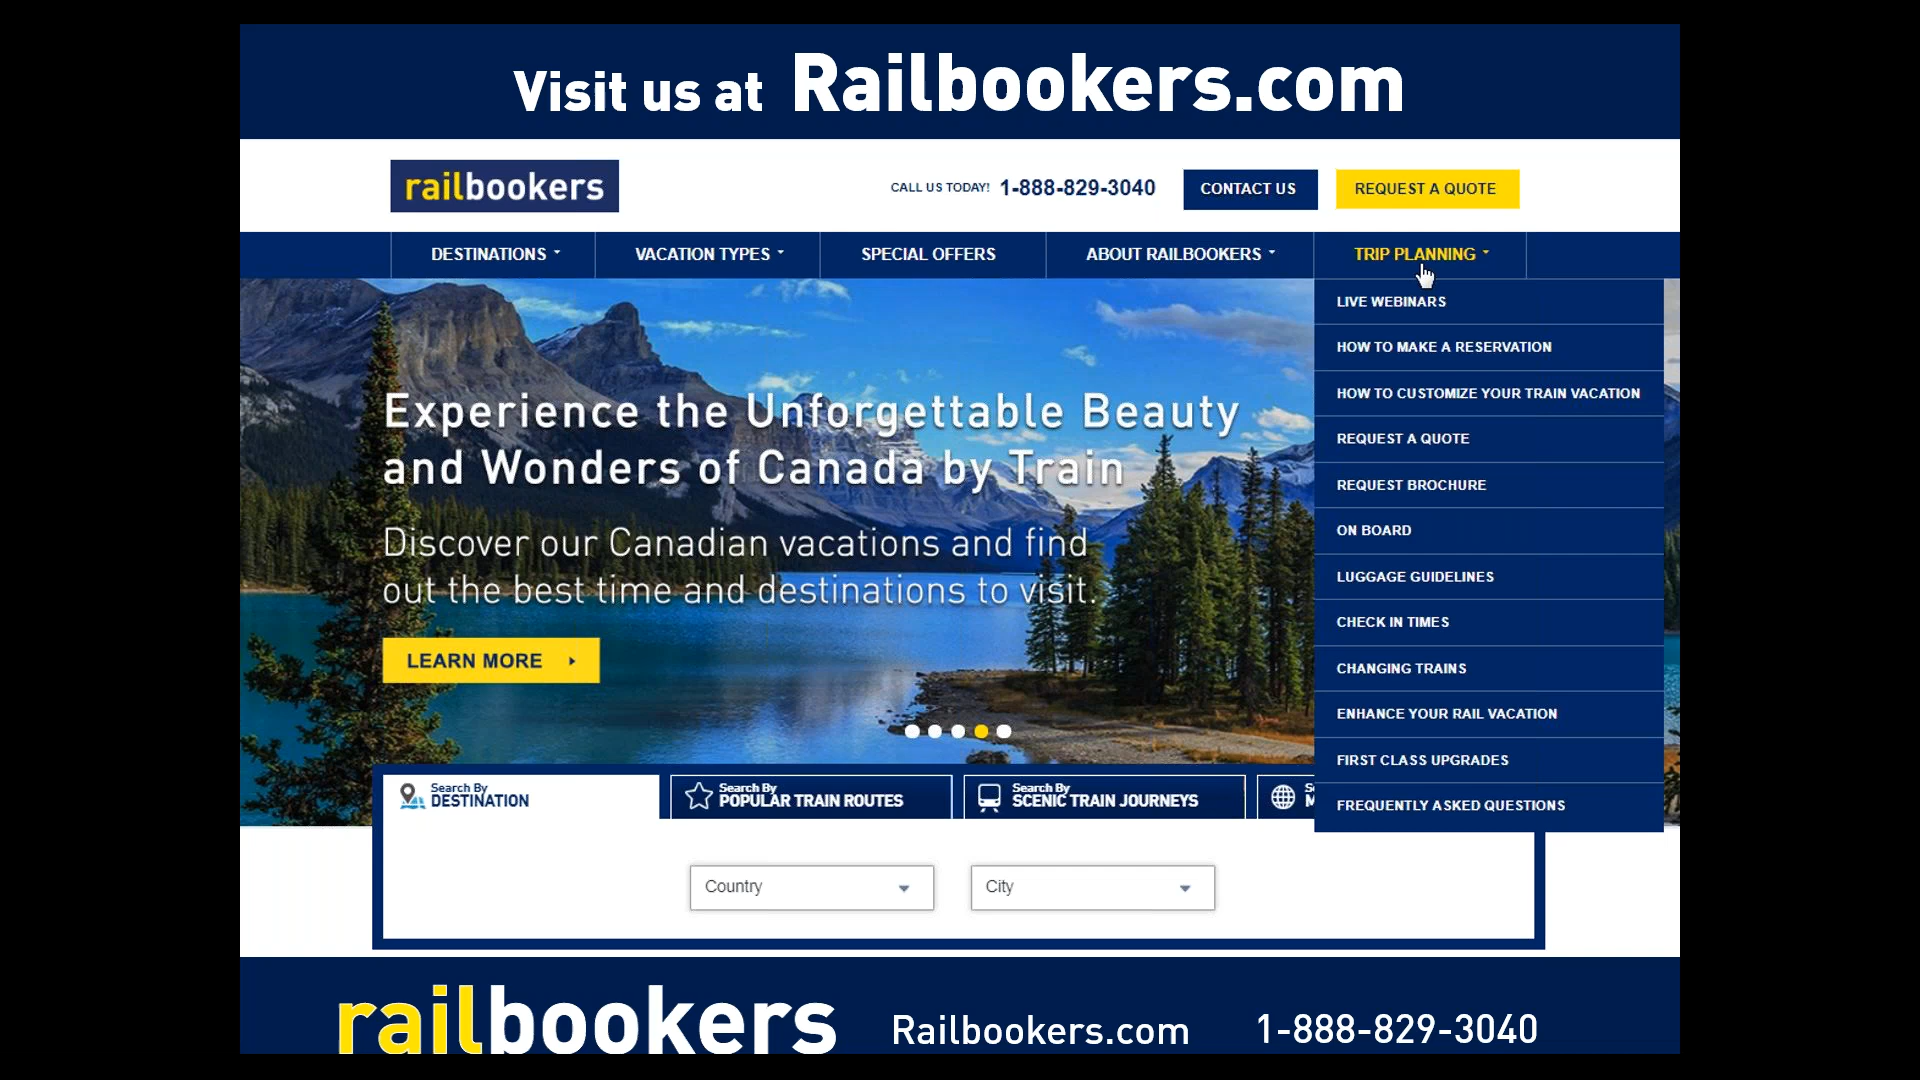 Visit us at Railbookers.com
railbookers
CALL US TODAY! 1-888-829-3040
CONTACT US
REQUEST A QUOTE
DESTINATIONS
VACATION TYPES
SPECIAL OFFERS
ABOUT RAILBOOKERS
TRIP PLANNING
LIVE WEBINARS
HOW TO MAKE A RESERVATION
HOW TO CUSTOMIZE YOUR TRAIN VACATION
REQUEST A QUOTE
REQUEST BROCHURE
ON BOARD
LUGGAGE GUIDELINES
CHECK IN TIMES
CHANGING TRAINS
ENHANCE YOUR RAIL VACATION
FIRST CLASS UPGRADES
FREQUENTLY ASKED QUESTIONS
Experience the Unforgettable Beauty
and Wonders of Canada by Train
Discover our Canadian vacations and find
out the best time and destinations to visit.
LEARN MORE
Search By
DESTINATION
Search By
POPULAR TRAIN ROUTES
Search By
SCENIC TRAIN JOURNEYS
Country
City
railbookers
Railbookers.com
1-888-829-3040